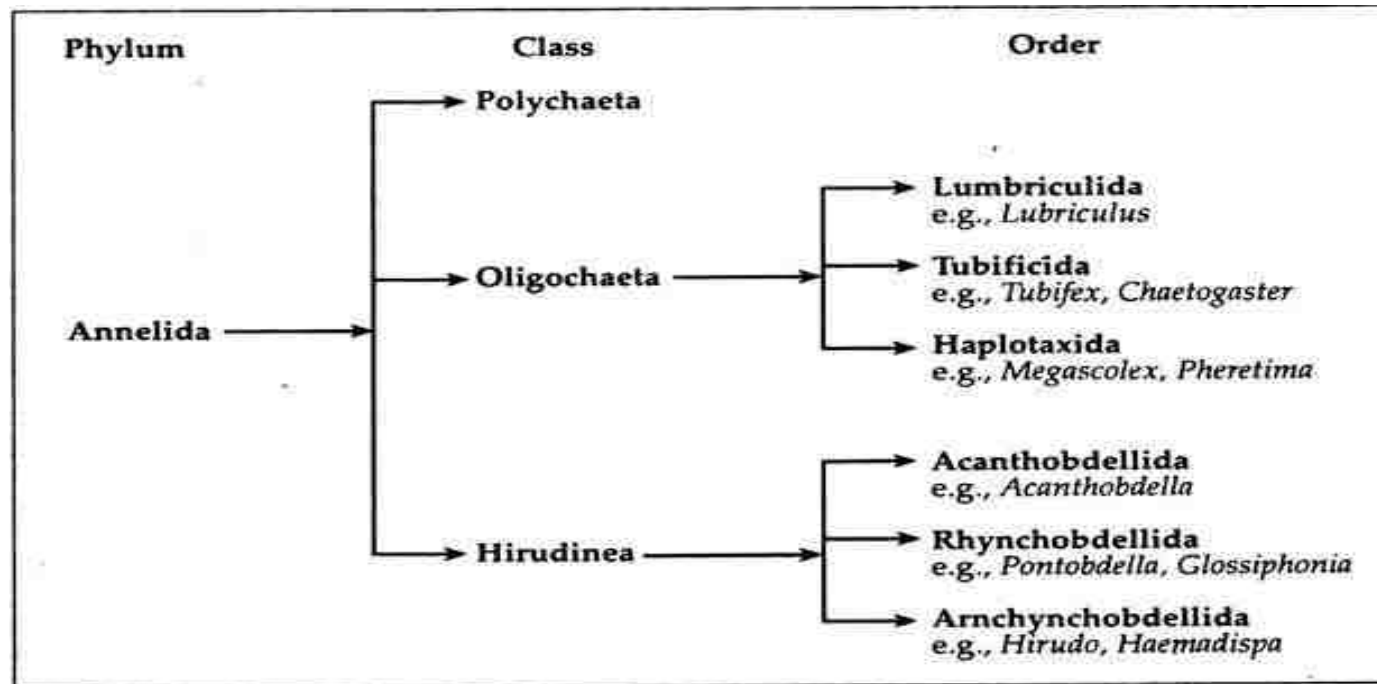 Phylum Class Order
Polychaeta
Lumbriculida
e.g., Lubriculus
Oligochaeta
Tubificida
e.g., Tubifex, Chaetogaster
Annelida
Haplotaxida
e.g., Megascolex, Pheretima
Acanthobdellida
e.g., Acanthobdella
Hirudinea
Rhynchobdellida
e.g., Pontobdella, Glossiphonia
Arnchynchobdellida
e.g., Hirudo, Haemadispa